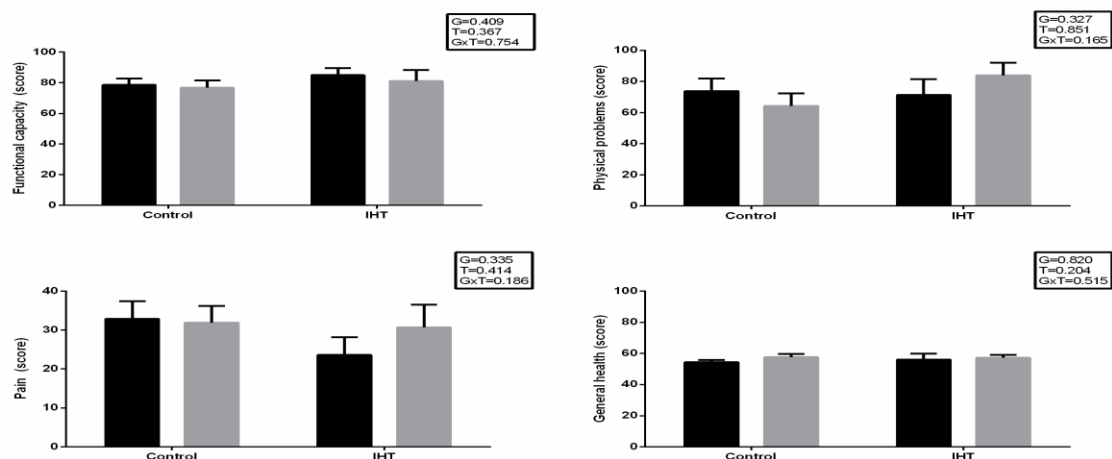 G=0.409
T=0.367
GxT=0.754
Functional capacity (score)
100
80
60
40
20
0
Control
IHT
G=0.327
T=0.851
GxT=0.165
Physical problems (score)
100
80
60
40
20
0
Control
IHT
G=0.335
T=0.414
GxT=0.186
Pain (score)
40
30
20
10
0
Control
IHT
G=0.820
T=0.204
GxT=0.515
General health (score)
100
80
60
40
20
0
Control
IHT